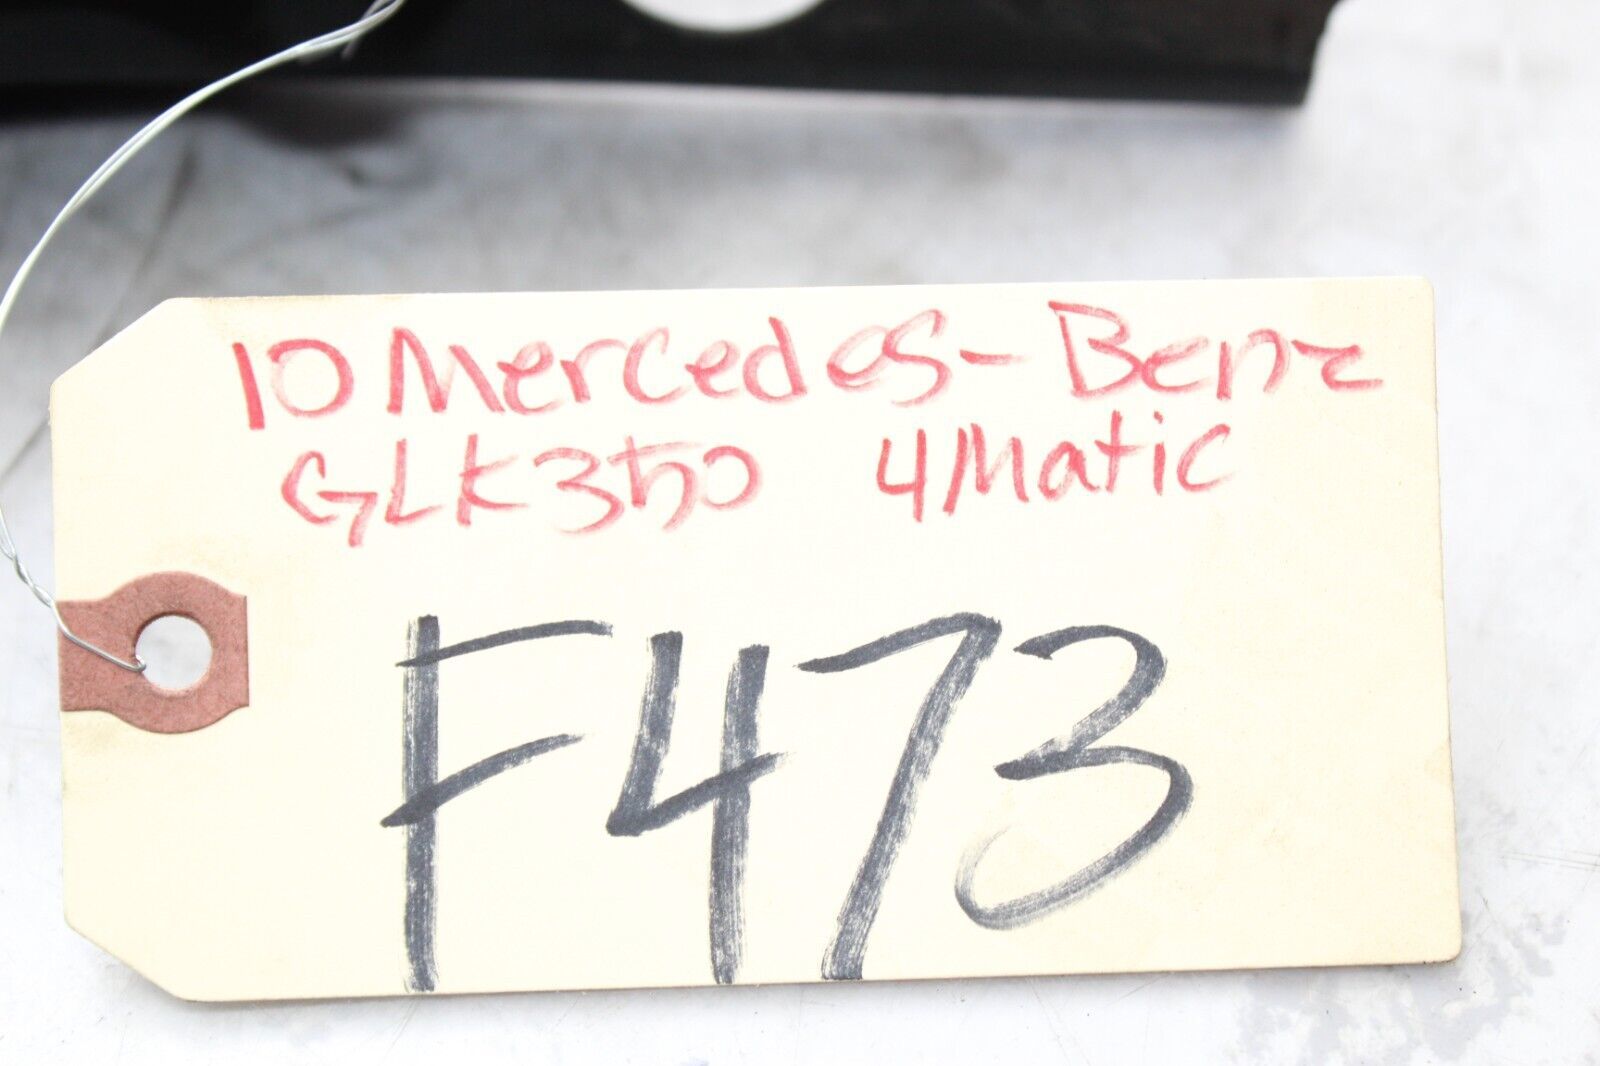 10 Mercedes-Benz
GLK350 4Matic
F473